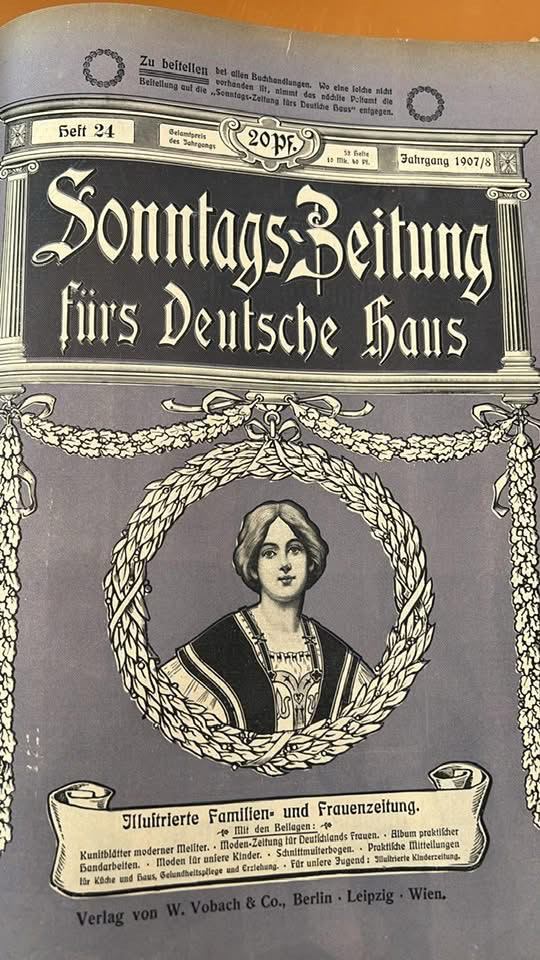 Zu bestellen bei allen Buchhandlungen. Wo eine solche nicht
vorhanden ist, nimmt das nächste Postamt die
Bestellung auf die „Sonntags-Zeitung fürs Deutsche Haus“ entgegen.
Heft 24
Gesamtpreis
des Jahrgangs
20 Pf.
52 Hefte
10 Mk. 40 Pf.
Jahrgang 1907/8
Sonntags-Zeitung
fürs Deutsche Haus
Illustrierte Familien- und Frauenzeitung.
Mit den Beilagen:
Kunstblätter moderner Meister. · Moden-Zeitung für Deutschlands Frauen. · Album praktischer
Handarbeiten. · Moden für unsere Kinder. · Schnittmusterbogen. · Praktische Mitteilungen
für Küche und Haus, Gesundheitspflege und Erziehung. · Für unsere Jugend: Illustrierte Kinderzeitung.
Verlag von W. Vobach & Co., Berlin · Leipzig · Wien.